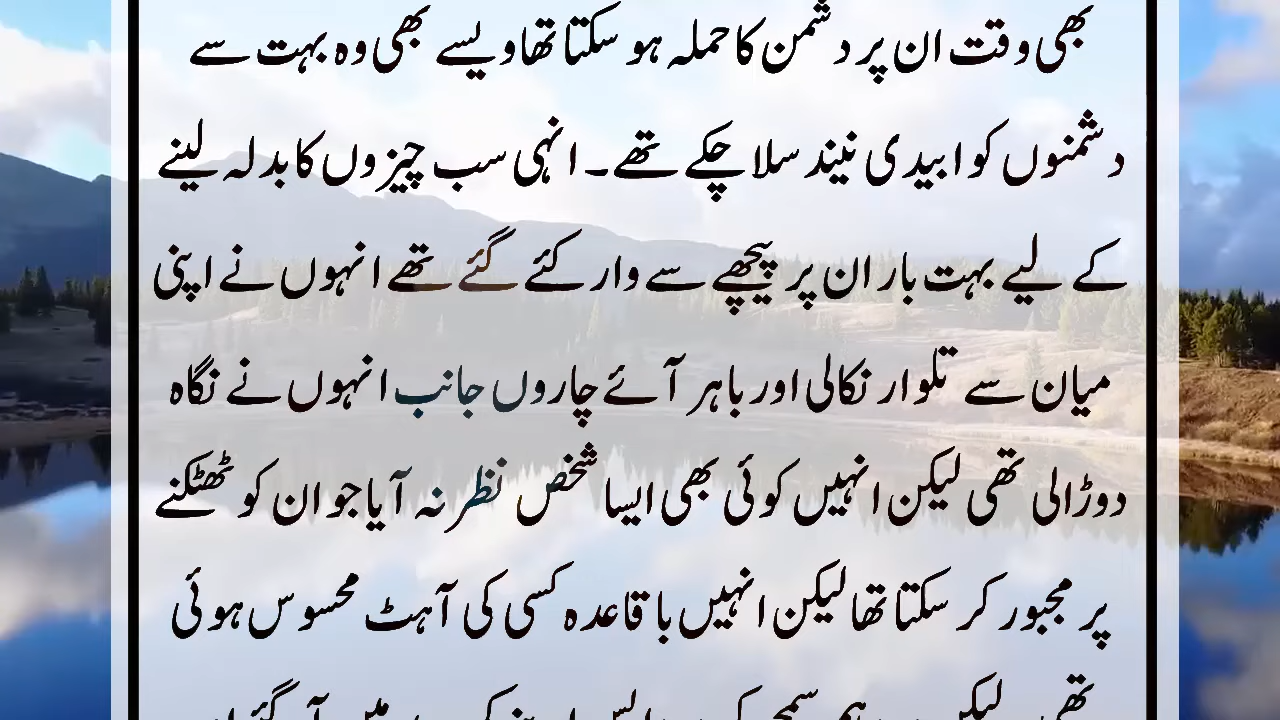 بھی وقت ان پر دشمن کا حملہ ہو سکتا تھا ویسے بھی وہ بہت سے
دشمنوں کو ابیدی نیند سلا چکے تھے۔ انہی سب چیزوں کا بدلہ لینے
کے لیے بہت بار ان پر پیچھے سے وار کئے گئے تھے انہوں نے اپنی
میان سے تلوار نکالی اور باہر آئے چاروں جانب انہوں نے نگاہ
دوڑالی تھی لیکن انہیں کوئی بھی ایسا شخص نظر نہ آیا جو ان کو ٹھٹکنے
پر مجبور کر سکتا تھا لیکن انہیں باقاعدہ کسی کی آہٹ محسوس ہوئی
تھی لیکن